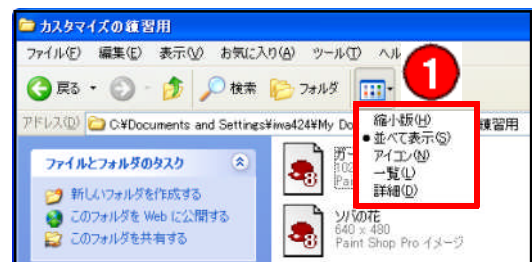 カスタマイズの練習用
ファイル(F) 編集(E) 表示(V) お気に入り(A) ツール(T) ヘル
戻る 検索 フォルダ
1
アドレス(D) C:¥Documents and Settings¥iwa424¥My Do 練習用
縮小版(H)
並べて表示(S)
アイコン(N)
一覧(L)
詳細(D)
ファイルとフォルダのタスク
新しいフォルダを作成する
このフォルダを Web に公開する
このフォルダを共有する
102
Pai
ソバの花
640 x 480
Paint Shop Pro イメージ